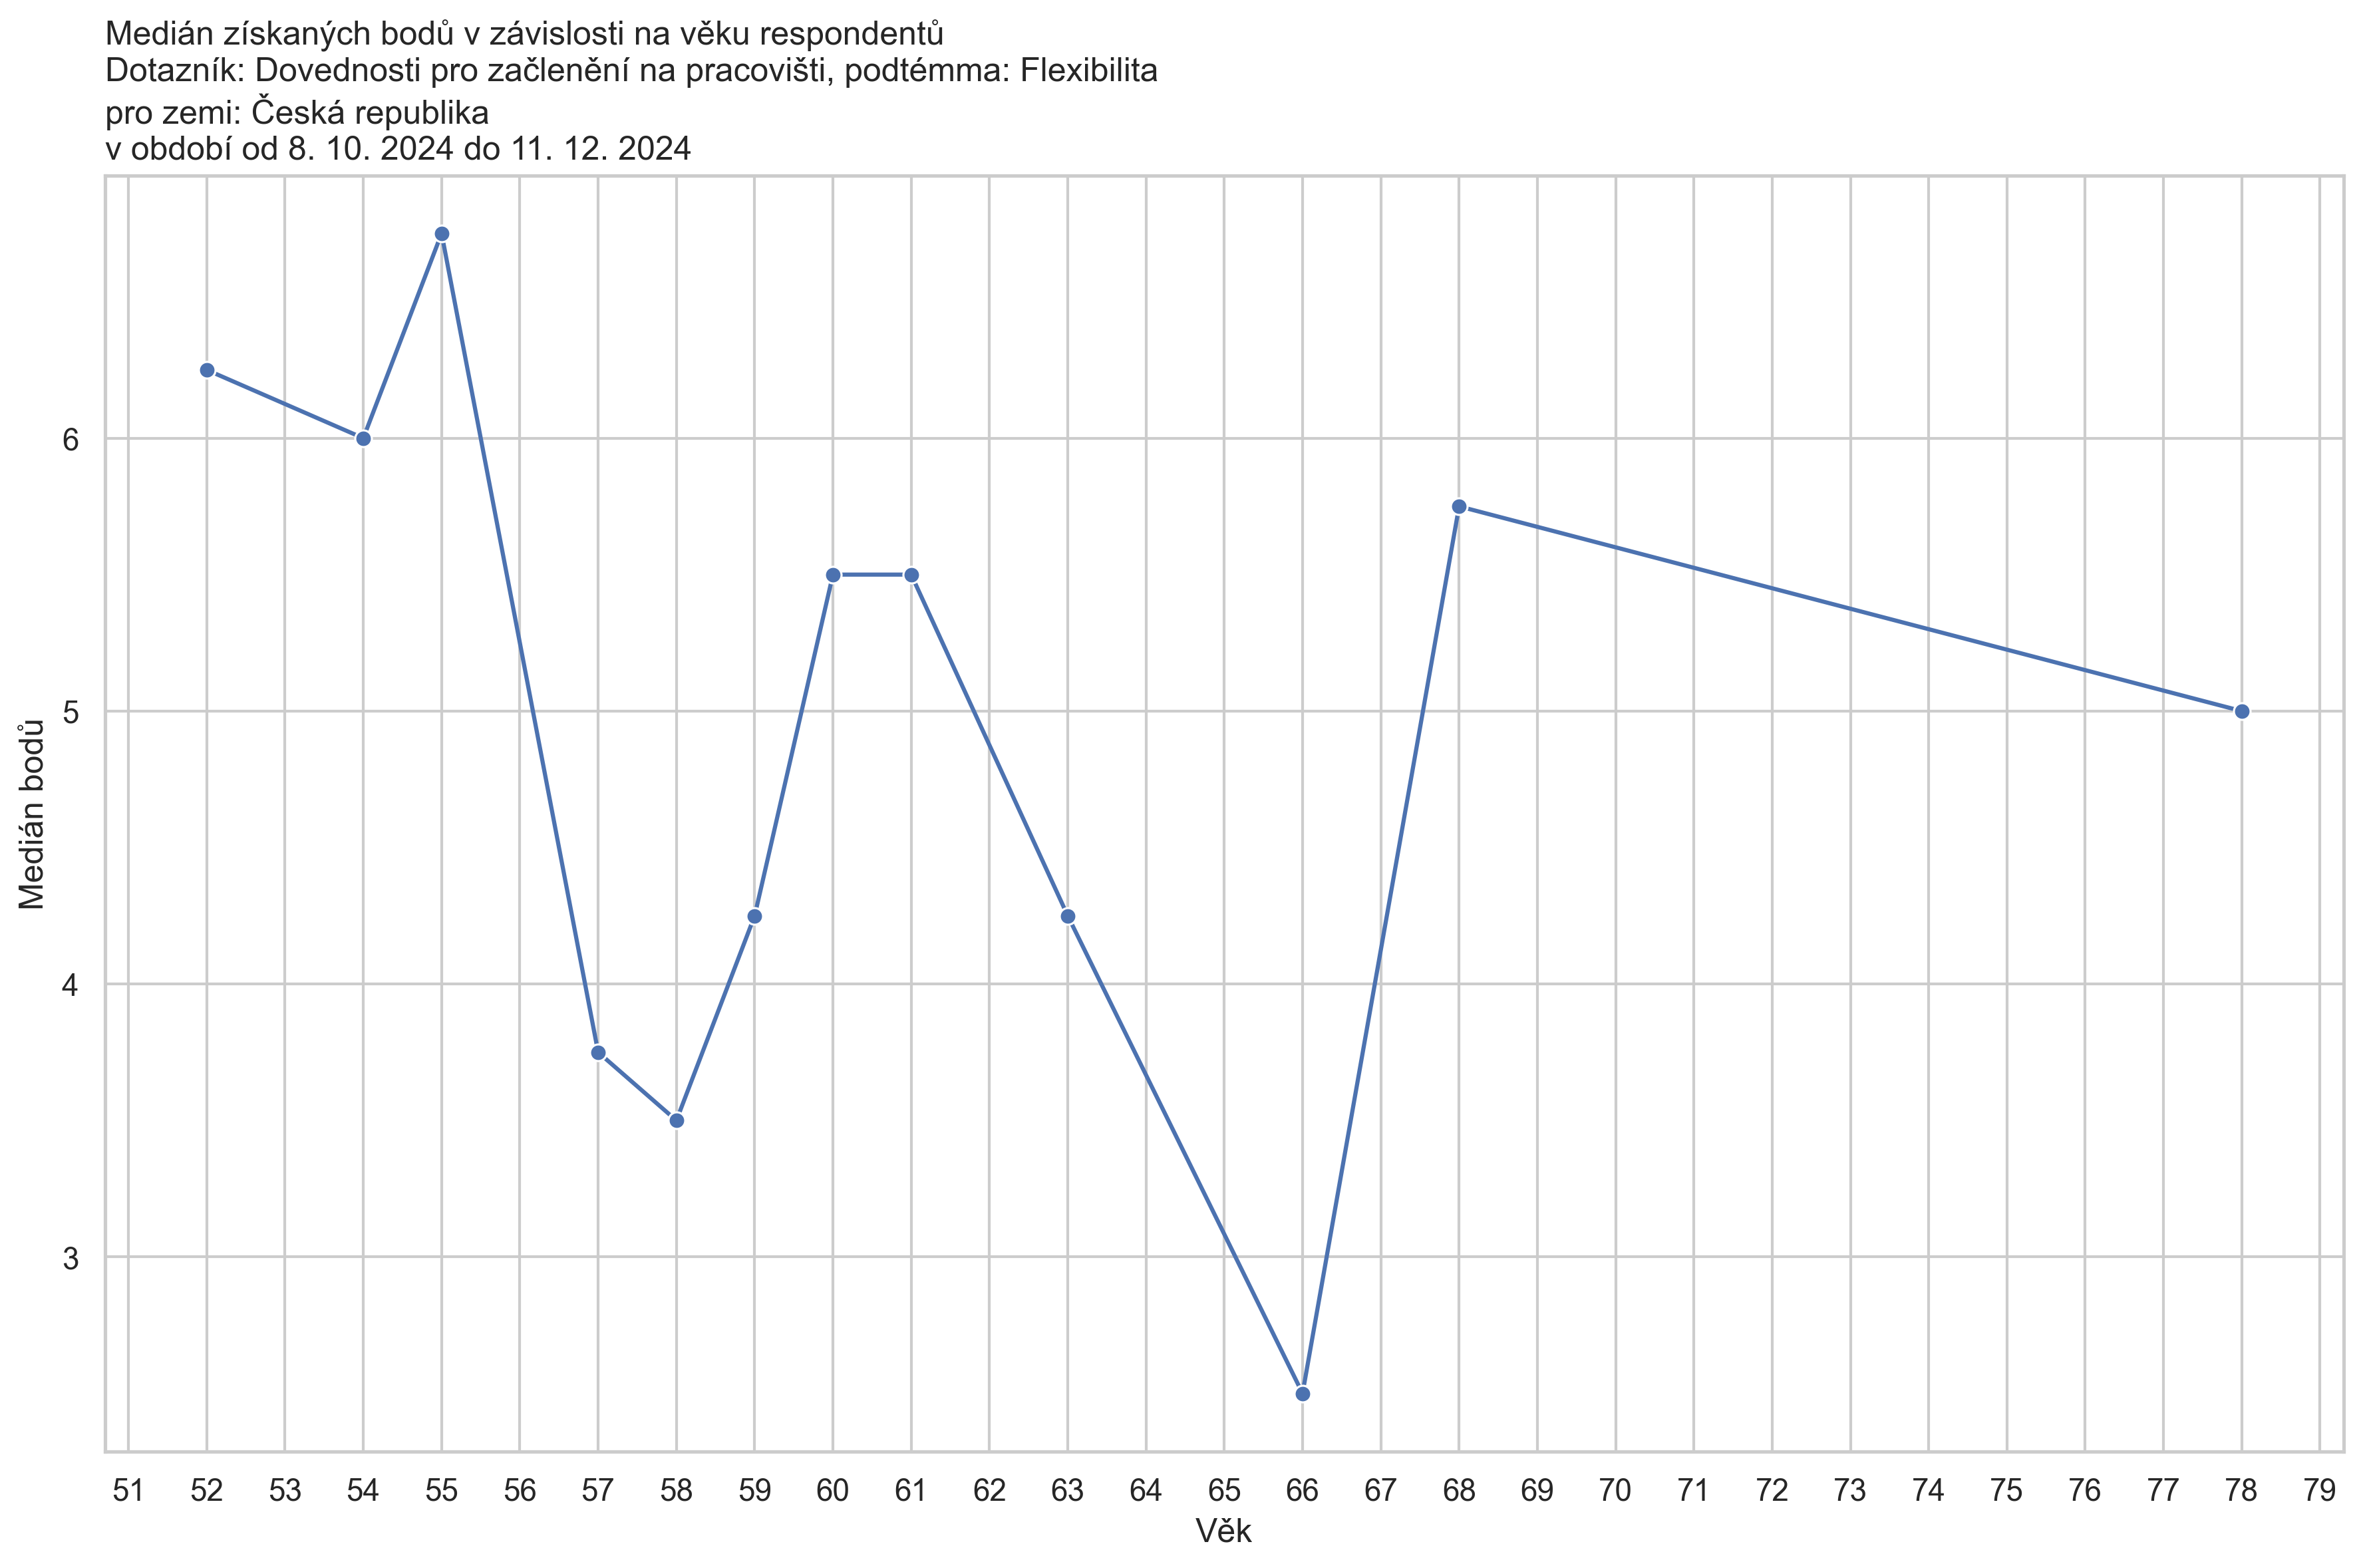 Medián získaných bodů v závislosti na věku respondentů
Dotazník: Dovednosti pro začlenění na pracovišti, podtémma: Flexibilita
pro zemi: Česká republika
v období od 8. 10. 2024 do 11. 12. 2024
6
5
4
3
Medián bodů
51 52 53 54 55 56 57 58 59 60 61 62 63 64 65 66 67 68 69 70 71 72 73 74 75 76 77 78 79
Věk